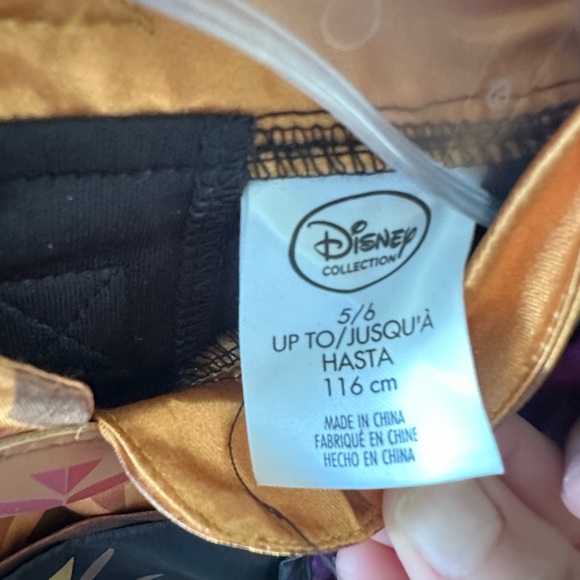 Disney
COLLECTION
5/6
UP TO/JUSQU'À
HASTA
116 cm
MADE IN CHINA
FABRIQUÉ EN CHINE
HECHO EN CHINA